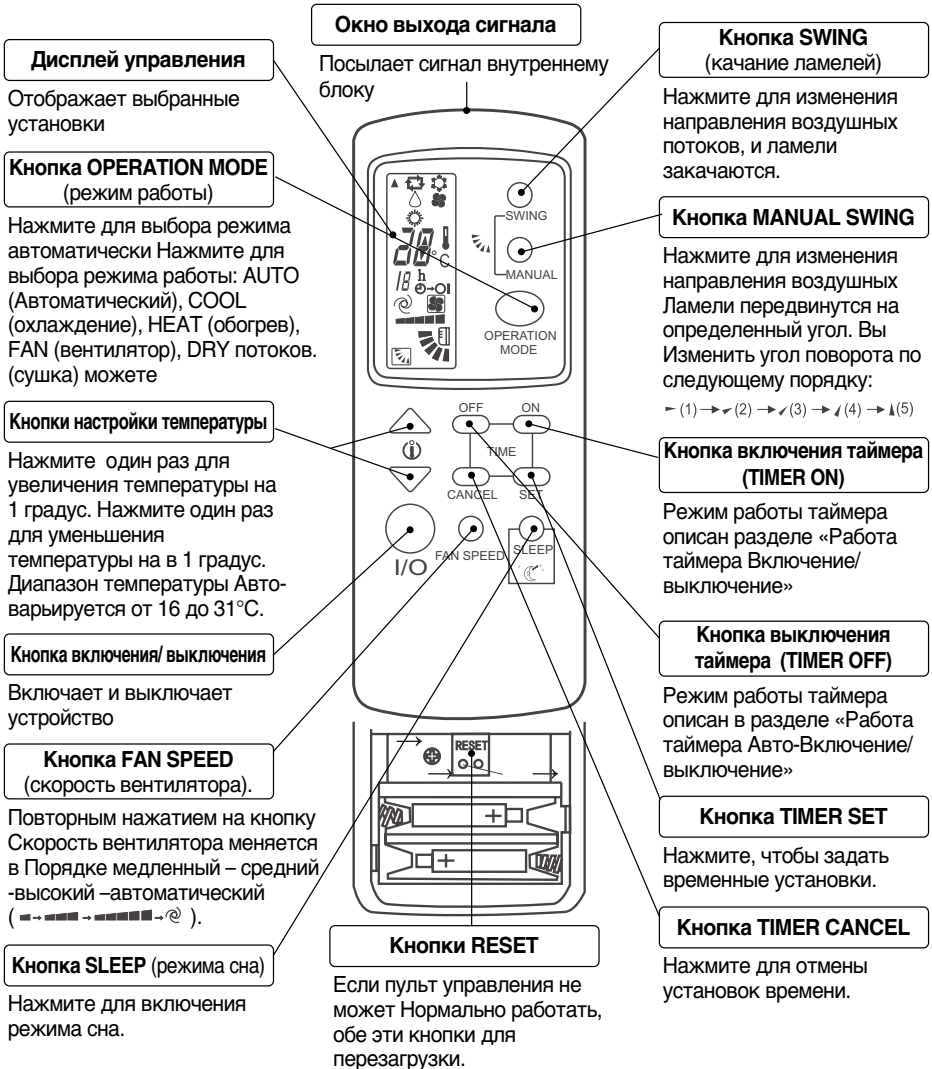 Окно выхода сигнала
Посылает сигнал внутреннему
блоку
Дисплей управления
Отображает выбранные
установки
Кнопка OPERATION MODE
(режим работы)
Нажмите для выбора режима
автоматически Нажмите для
выбора режима работы: AUTO
(Автоматический), COOL
(охлаждение), HEAT (обогрев),
FAN (вентилятор), DRY потоков.
(сушка) можете
Кнопки настройки температуры
Нажмите один раз для
увеличения температуры на
1 градус. Нажмите один раз
для уменьшения
температуры на в 1 градус.
Диапазон температуры Авто-
варьируется от 16 до 31°C.
Кнопка включения/ выключения
Включает и выключает
устройство
Кнопка FAN SPEED
(скорость вентилятора).
Повторным нажатием на кнопку
Скорость вентилятора меняется
в Порядке медленный – средний
-высокий –автоматический
( → → → ).
Кнопка SLEEP (режима сна)
Нажмите для включения
режима сна.
SWING
MANUAL
OPERATION
MODE
28°C
18 h
OFF
ON
TIME
CANCEL
SET
I/O
FAN SPEED
SLEEP
RESET
+
+
Кнопки RESET
Если пульт управления не
может Нормально работать,
обе эти кнопки для
перезагрузки.
Кнопка SWING
(качание ламелей)
Нажмите для изменения
направления воздушных
потоков, и ламели
закачаются.
Кнопка MANUAL SWING
Нажмите для изменения
направления воздушных
Ламели передвинутся на
определенный угол. Вы
Изменить угол поворота по
следующему порядку:
(1) → (2) → (3) → (4) → (5)
Кнопка включения таймера
(TIMER ON)
Режим работы таймера
описан разделе «Работа
таймера Включение/
выключение»
Кнопка выключения
таймера (TIMER OFF)
Режим работы таймера
описан в разделе «Работа
таймера Авто-Включение/
выключение»
Кнопка TIMER SET
Нажмите, чтобы задать
временные установки.
Кнопка TIMER CANCEL
Нажмите для отмены
установок времени.